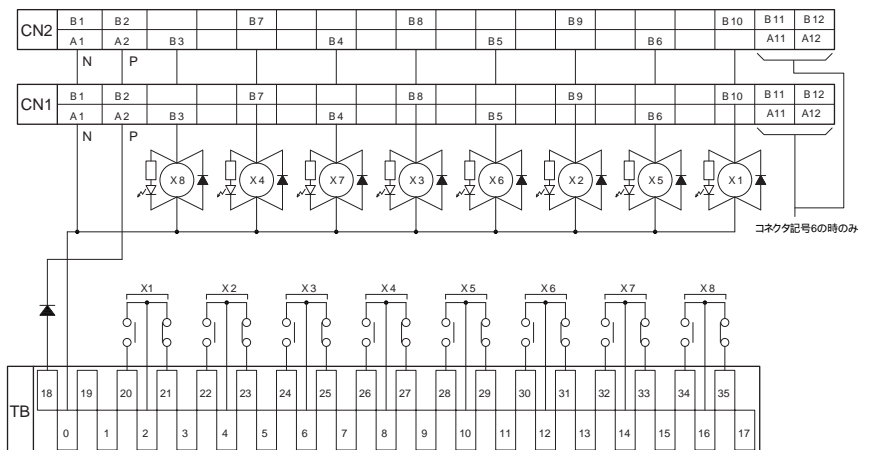 CN2 B1 B2 B7 B8 B9 B10 B11 B12
A1 A2 B3 B4 B5 B6 A11 A12
N P
CN1 B1 B2 B7 B8 B9 B10 B11 B12
A1 A2 B3 B4 B5 B6 A11 A12
N P
X8 X4 X7 X3 X6 X2 X5 X1
コネクタ記号6の時のみ
X1 X2 X3 X4 X5 X6 X7 X8
TB 18 19 20 21 22 23 24 25 26 27 28 29 30 31 32 33 34 35
0 1 2 3 4 5 6 7 8 9 10 11 12 13 14 15 16 17